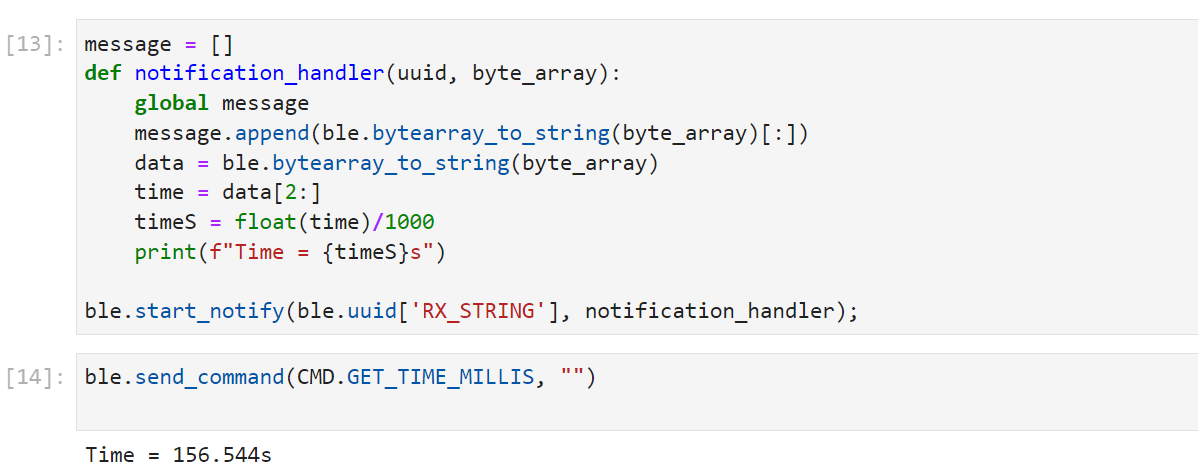 [13]: message = []
def notification_handler(uuid, byte_array):
    global message
    message.append(ble.bytearray_to_string(byte_array)[:])
    data = ble.bytearray_to_string(byte_array)
    time = data[2:]
    timeS = float(time)/1000
    print(f"Time = {timeS}s")
ble.start_notify(ble.uuid['RX_STRING'], notification_handler);
[14]: ble.send_command(CMD.GET_TIME_MILLIS, "")
Time = 156.544s